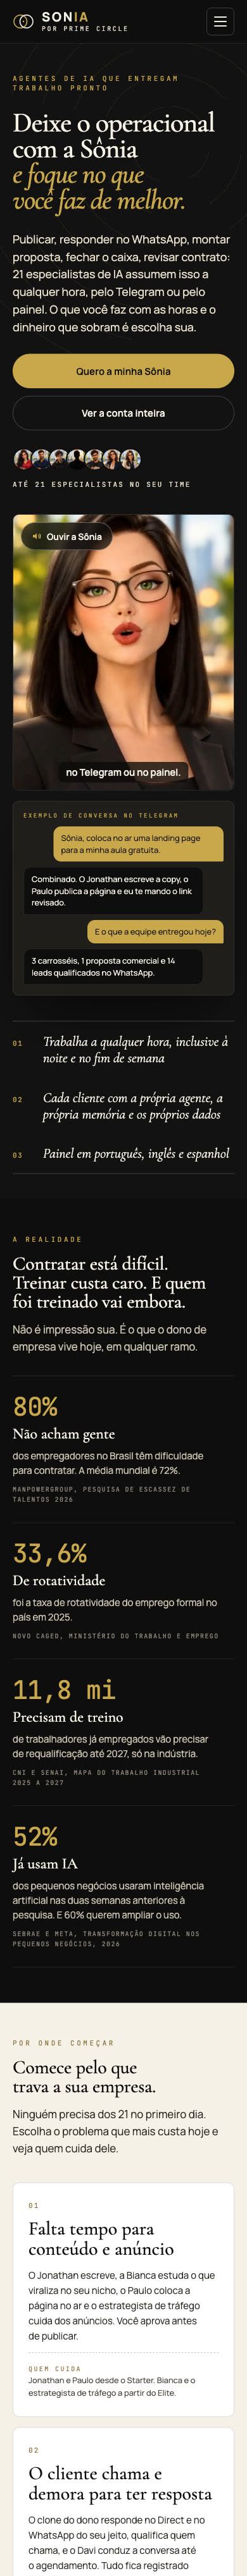 SONIA
POR PRIME CIRCLE
AGENTES DE IA QUE ENTREGAM
TRABALHO PRONTO
Deixe o operacional
com a Sônia
e foque no que
você faz de melhor.
Publicar, responder no WhatsApp, montar
proposta, fechar o caixa, revisar contrato:
21 especialistas de IA assumem isso a
qualquer hora, pelo Telegram ou pelo
painel. O que você faz com as horas e o
dinheiro que sobram é escolha sua.
Quero a minha Sônia
Ver a conta inteira
ATÉ 21 ESPECIALISTAS NO SEU TIME
Ouvir a Sônia
no Telegram ou no painel.
EXEMPLO DE CONVERSA NO TELEGRAM
Sônia, coloca no ar uma landing page
para a minha aula gratuita.
Combinado. O Jonathan escreve a copy, o
Paulo publica a página e eu te mando o link
revisado.
E o que a equipe entregou hoje?
3 carrosséis, 1 proposta comercial e 14
leads qualificados no WhatsApp.
01 Trabalha a qualquer hora, inclusive à
noite e no fim de semana
02 Cada cliente com a própria agente, a
própria memória e os próprios dados
03 Painel em português, inglês e espanhol
A REALIDADE
Contratar está difícil.
Treinar custa caro. E quem
foi treinado vai embora.
Não é impressão sua. É o que o dono de
empresa vive hoje, em qualquer ramo.
80%
Não acham gente
dos empregadores no Brasil têm dificuldade
para contratar. A média mundial é 72%.
MANPOWERGROUP, PESQUISA DE ESCASSEZ DE
TALENTOS 2026
33,6%
De rotatividade
foi a taxa de rotatividade do emprego formal no
país em 2025.
NOVO CAGED, MINISTÉRIO DO TRABALHO E EMPREGO
11,8 mi
Precisam de treino
de trabalhadores já empregados vão precisar
de requalificação até 2027, só na indústria.
CNI E SENAI, MAPA DO TRABALHO INDUSTRIAL
2025 A 2027
52%
Já usam IA
dos pequenos negócios usaram inteligência
artificial nas duas semanas anteriores à
pesquisa. E 60% querem ampliar o uso.
SEBRAE E META, TRANSFORMAÇÃO DIGITAL NOS
PEQUENOS NEGÓCIOS, 2026
POR ONDE COMEÇAR
Comece pelo que
trava a sua empresa.
Ninguém precisa dos 21 no primeiro dia.
Escolha o problema que mais custa hoje e
veja quem cuida dele.
01
Falta tempo para
conteúdo e anúncio
O Jonathan escreve, a Bianca estuda o que
viraliza no seu nicho, o Paulo coloca a
página no ar e o estrategista de tráfego
cuida dos anúncios. Você aprova antes
de publicar.
QUEM CUIDA
Jonathan e Paulo desde o Starter. Bianca e o
estrategista de tráfego a partir do Elite.
02
O cliente chama e
demora para ter resposta
O clone do dono responde no Direct e no
WhatsApp do seu jeito, qualifica quem
chama, e o Davi conduz a conversa até
o agendamento. Tudo fica registrado